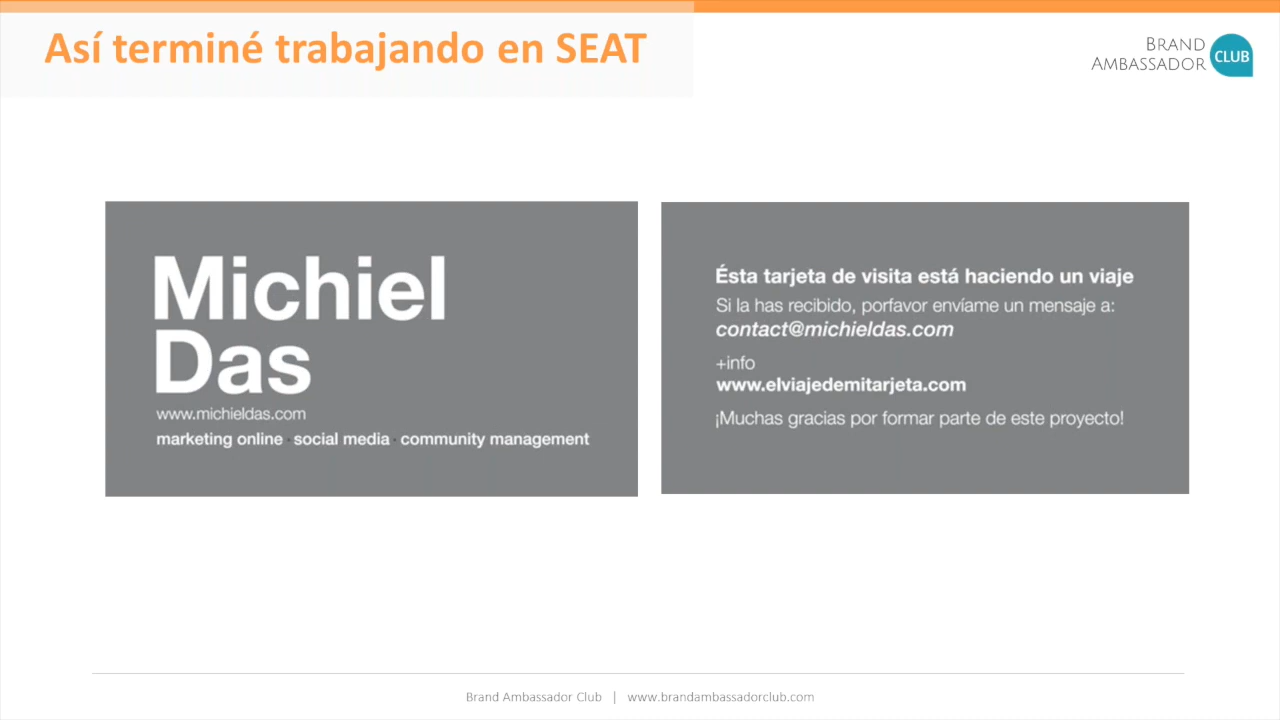 Así terminé trabajando en SEAT
BRAND
AMBASSADOR CLUB
Michiel
Das
www.michieldas.com
marketing online · social media · community management
Ésta tarjeta de visita está haciendo un viaje
Si la has recibido, porfavor envíame un mensaje a:
contact@michieldas.com
+info
www.elviajedemitarjeta.com
¡Muchas gracias por formar parte de este proyecto!
Brand Ambassador Club | www.brandambassadorclub.com